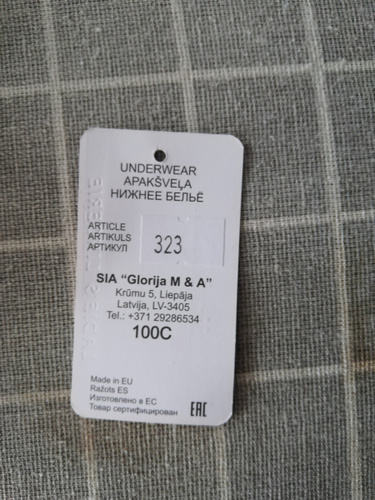 UNDERWEAR
APAKŠVEĻA
НИЖНЕЕ БЕЛЬЁ
ARTICLE
ARTIKULS
АРТИКУЛ
323
SIA “Glorija M & A”
Krūmu 5, Liepāja
Latvija, LV-3405
Tel.: +371 29286534
100C
Made in EU
Ražots ES
Изготовлено в ЕС
Товар сертифицирован
EAC